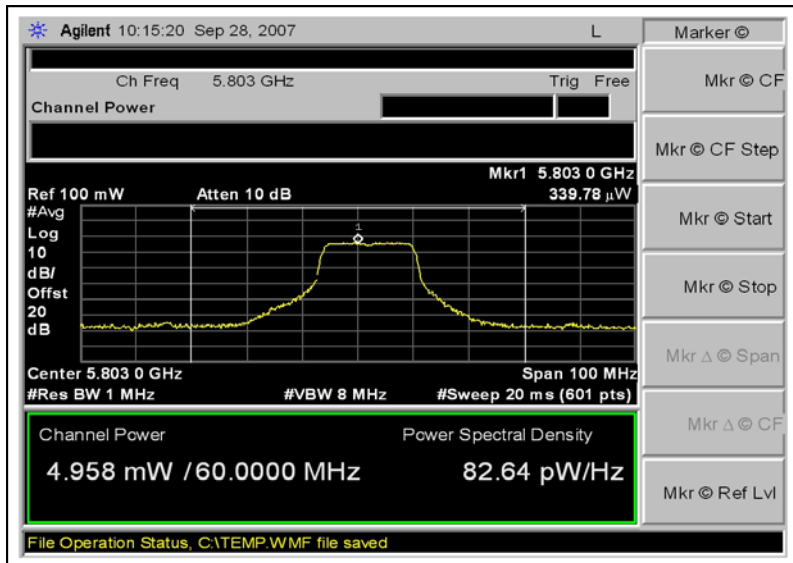 Agilent 10:15:20 Sep 28, 2007 L
Ch Freq 5.803 GHz Trig Free
Channel Power
Mkr1 5.803 0 GHz
Ref 100 mW Atten 10 dB 339.78 µW
#Avg
Log
10
dB/
Offst
20
dB
1
Center 5.803 0 GHz Span 100 MHz
#Res BW 1 MHz #VBW 8 MHz #Sweep 20 ms (601 pts)
Channel Power Power Spectral Density
4.958 mW / 60.0000 MHz 82.64 pW/Hz
File Operation Status, C:\TEMP.WMF file saved
Marker ©
Mkr © CF
Mkr © CF Step
Mkr © Start
Mkr © Stop
Mkr Δ © Span
Mkr Δ © CF
Mkr © Ref Lvl